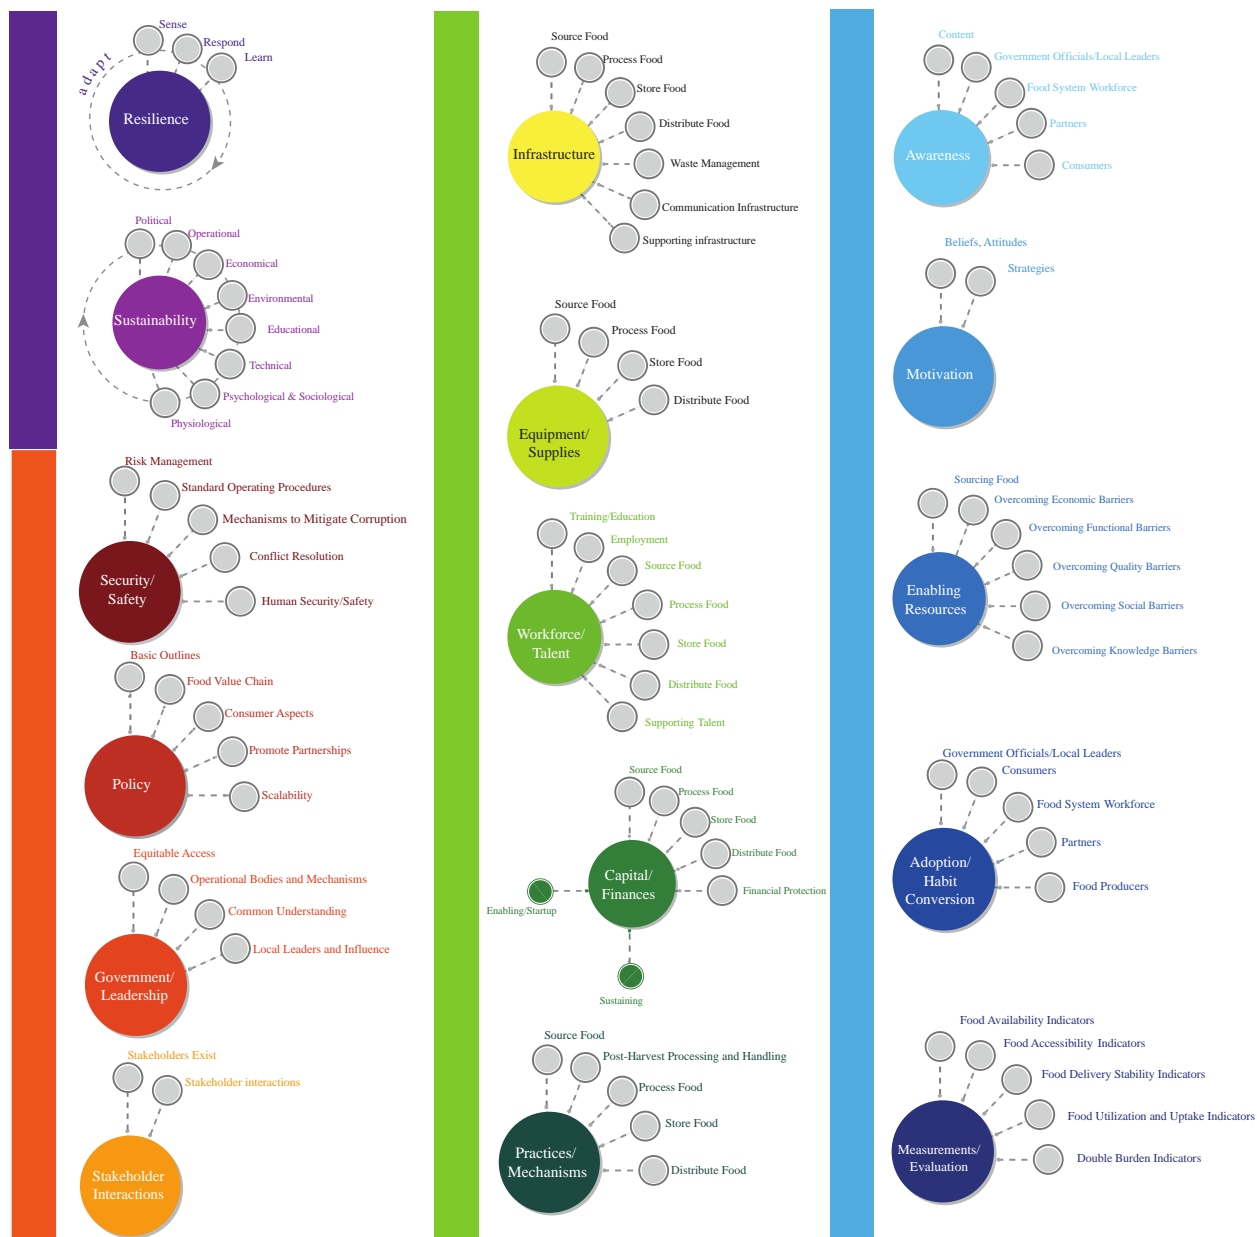 Sense
Respond
Learn
adapt
Resilience
Political
Operational
Economical
Environmental
Sustainability
Educational
Technical
Psychological & Sociological
Physiological
Risk Management
Standard Operating Procedures
Mechanisms to Mitigate Corruption
Conflict Resolution
Security/
Safety
Human Security/Safety
Basic Outlines
Food Value Chain
Consumer Aspects
Promote Partnerships
Policy
Scalability
Equitable Access
Operational Bodies and Mechanisms
Common Understanding
Local Leaders and Influence
Government/
Leadership
Stakeholders Exist
Stakeholder interactions
Stakeholder
Interactions
Source Food
Process Food
Store Food
Distribute Food
Infrastructure
Waste Management
Communication Infrastructure
Supporting infrastructure
Source Food
Process Food
Store Food
Distribute Food
Equipment/
Supplies
Training/Education
Employment
Source Food
Process Food
Workforce/
Talent
Store Food
Distribute Food
Supporting Talent
Source Food
Process Food
Store Food
Distribute Food
Capital/
Finances
Financial Protection
Enabling/Startup
Sustaining
Source Food
Post-Harvest Processing and Handling
Process Food
Store Food
Practices/
Mechanisms
Distribute Food
Content
Government Officials/Local Leaders
Food System Workforce
Partners
Awareness
Consumers
Beliefs, Attitudes
Strategies
Motivation
Sourcing Food
Overcoming Economic Barriers
Overcoming Functional Barriers
Overcoming Quality Barriers
Enabling
Resources
Overcoming Social Barriers
Overcoming Knowledge Barriers
Government Officials/Local Leaders
Consumers
Food System Workforce
Partners
Adoption/
Habit
Conversion
Food Producers
Food Availability Indicators
Food Accessibility Indicators
Food Delivery Stability Indicators
Food Utilization and Uptake Indicators
Measurements/
Evaluation
Double Burden Indicators